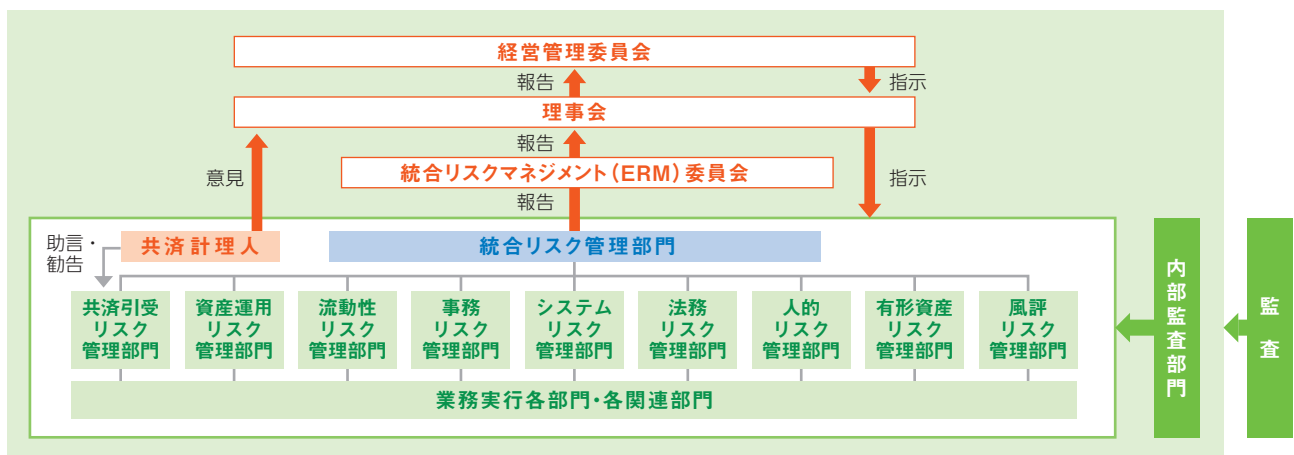 経営管理委員会
報告
指示
理事会
報告
統合リスクマネジメント（ERM）委員会
意見
指示
報告
助言・
勧告
共済計理人
統合リスク管理部門
共済引受
リスク
管理部門
資産運用
リスク
管理部門
流動性
リスク
管理部門
事務
リスク
管理部門
システム
リスク
管理部門
法務
リスク
管理部門
人的
リスク
管理部門
有形資産
リスク
管理部門
風評
リスク
管理部門
業務実行各部門・各関連部門
内部監査部門
監査